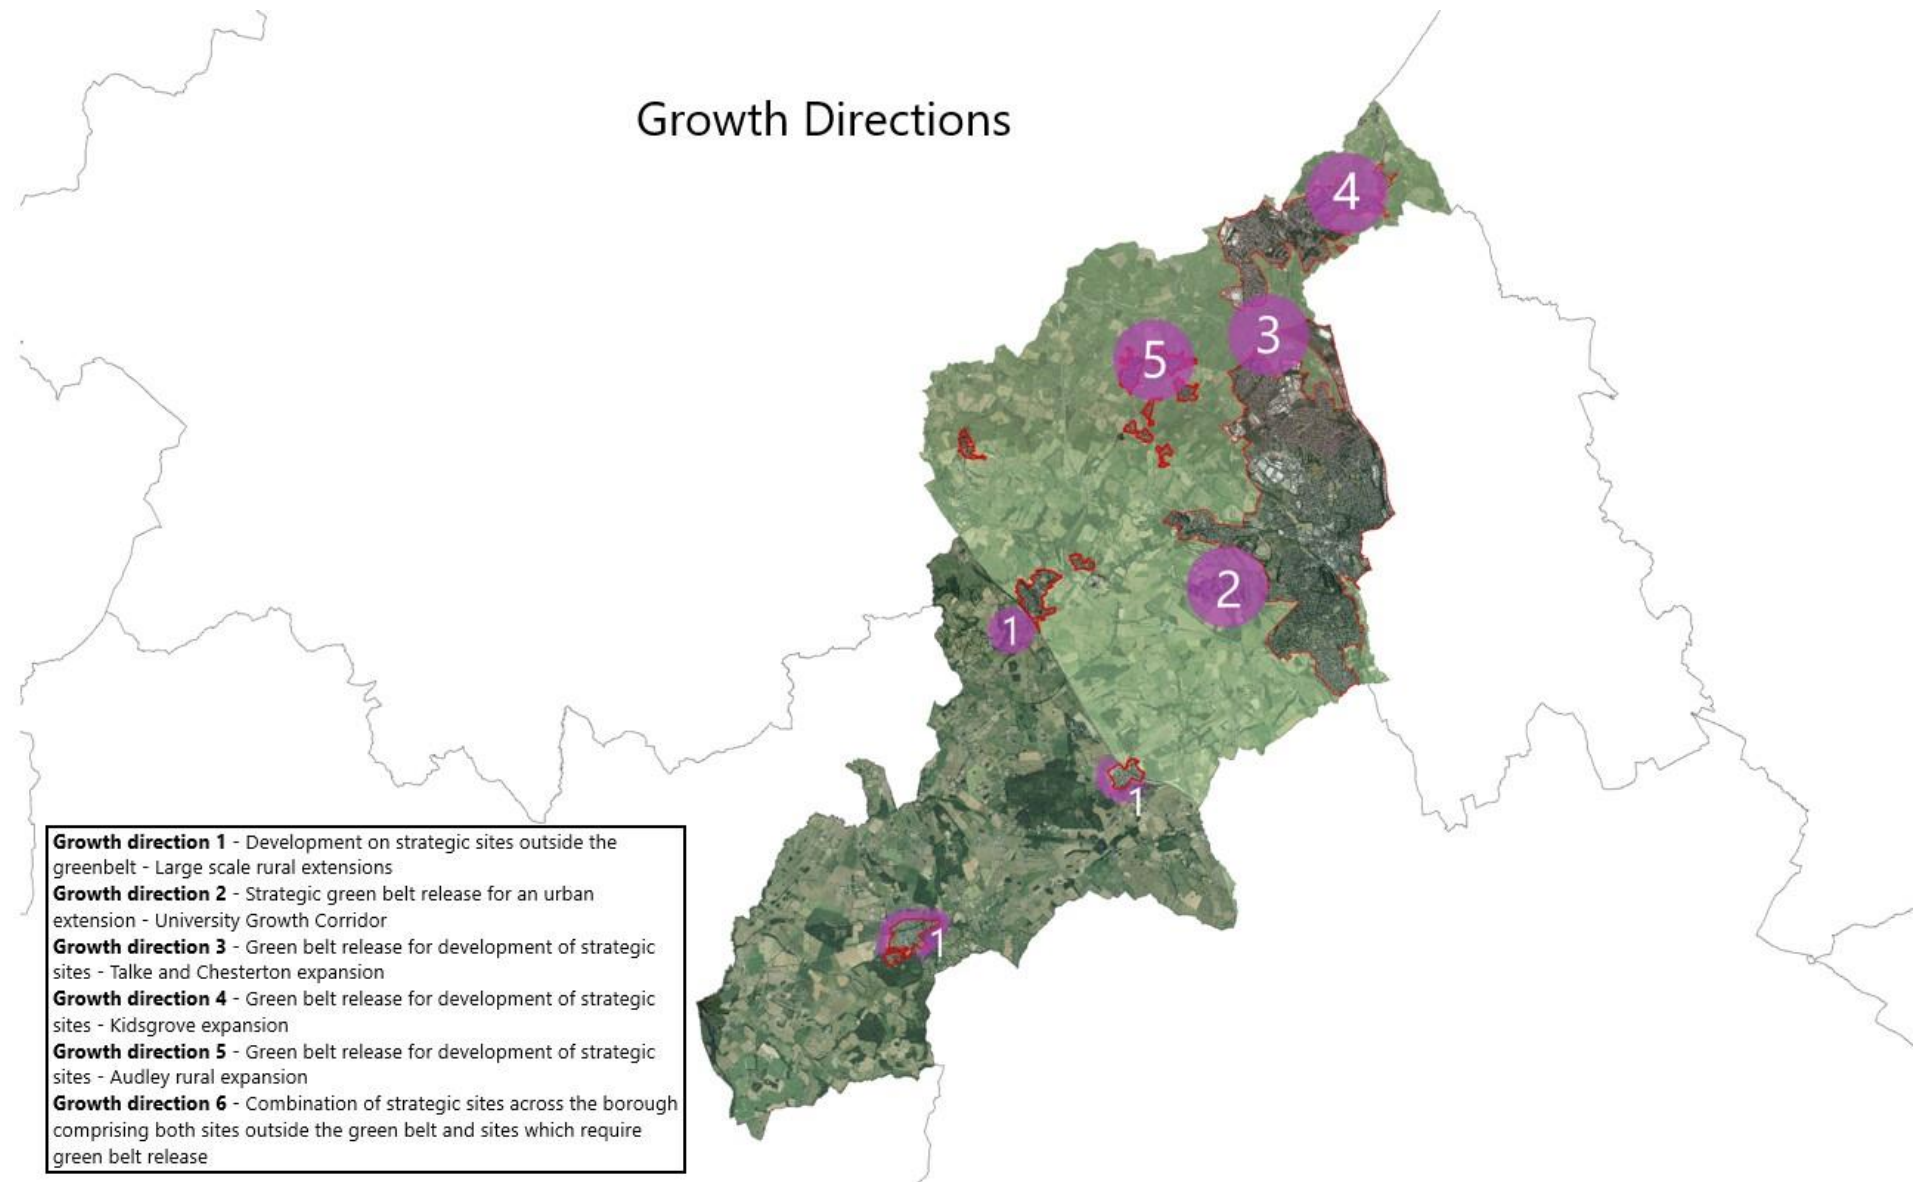 Growth Directions
4
3
5
2
1
1
1
Growth direction 1 - Development on strategic sites outside the
greenbelt - Large scale rural extensions
Growth direction 2 - Strategic green belt release for an urban
extension - University Growth Corridor
Growth direction 3 - Green belt release for development of strategic
sites - Talke and Chesterton expansion
Growth direction 4 - Green belt release for development of strategic
sites - Kidsgrove expansion
Growth direction 5 - Green belt release for development of strategic
sites - Audley rural expansion
Growth direction 6 - Combination of strategic sites across the borough
comprising both sites outside the green belt and sites which require
green belt release